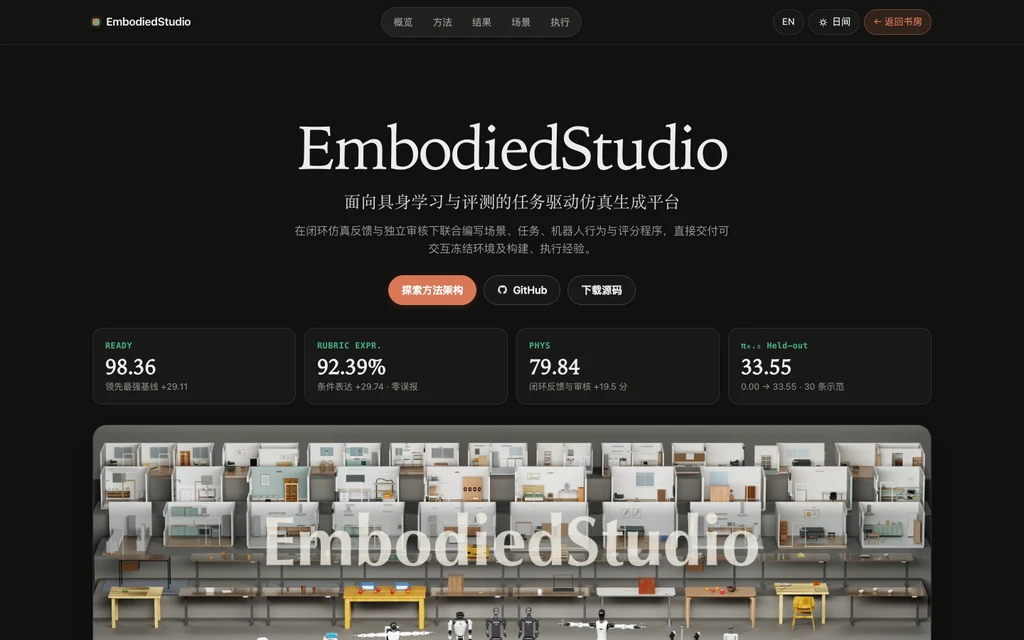 EmbodiedStudio
概览 方法 结果 场景 执行
EN 日间 ← 返回书房
EmbodiedStudio
面向具身学习与评测的任务驱动仿真生成平台
在闭环仿真反馈与独立审核下联合编写场景、任务、机器人行为与评分程序，直接交付可
交互冻结环境及构建、执行经验。
探索方法架构 GitHub 下载源码
READY
98.36
领先最强基线 +29.11
RUBRIC EXPR.
92.39%
条件表达 +29.74 · 零误报
PHYS
79.84
闭环反馈与审核 +19.5 分
π₀.₅ Held-out
33.55
0.00 → 33.55 · 30 条示范
EmbodiedStudio